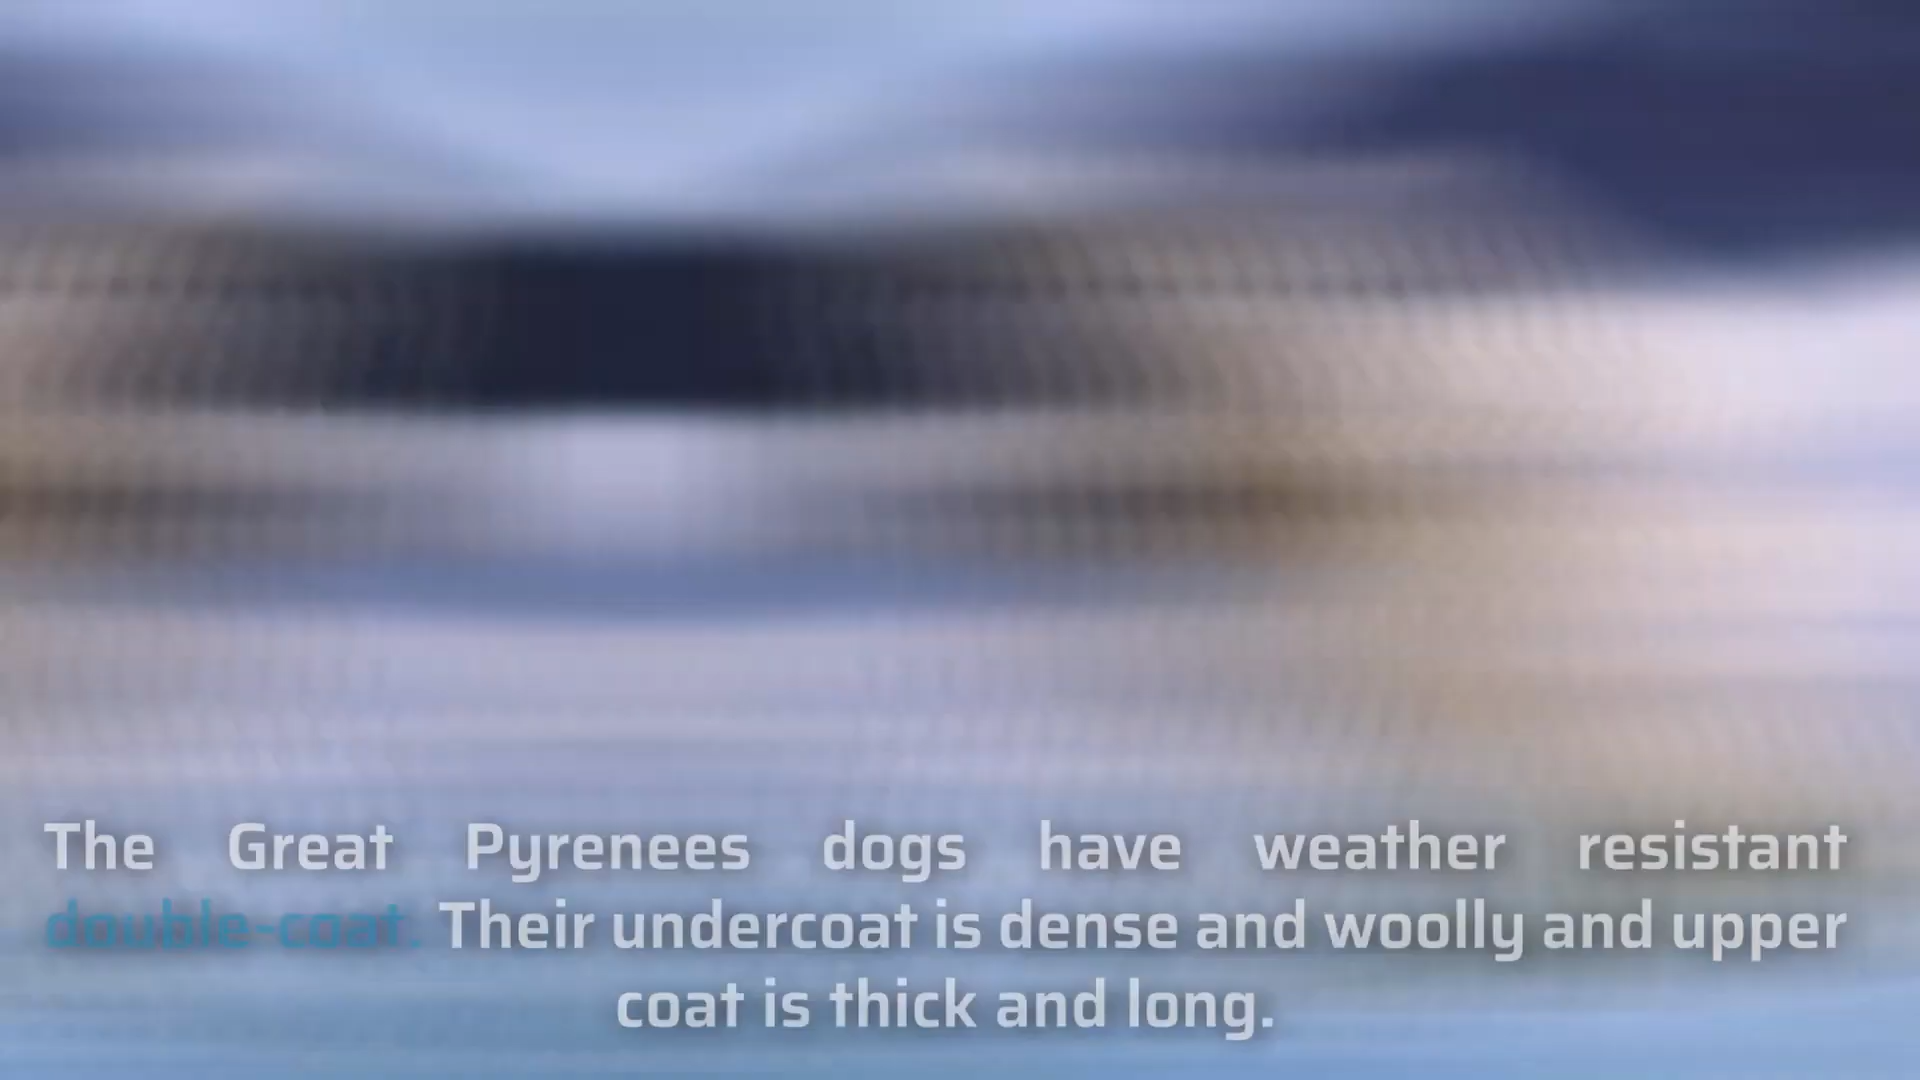 The Great Pyrenees dogs have weather resistant
double-coat. Their undercoat is dense and woolly and upper
coat is thick and long.